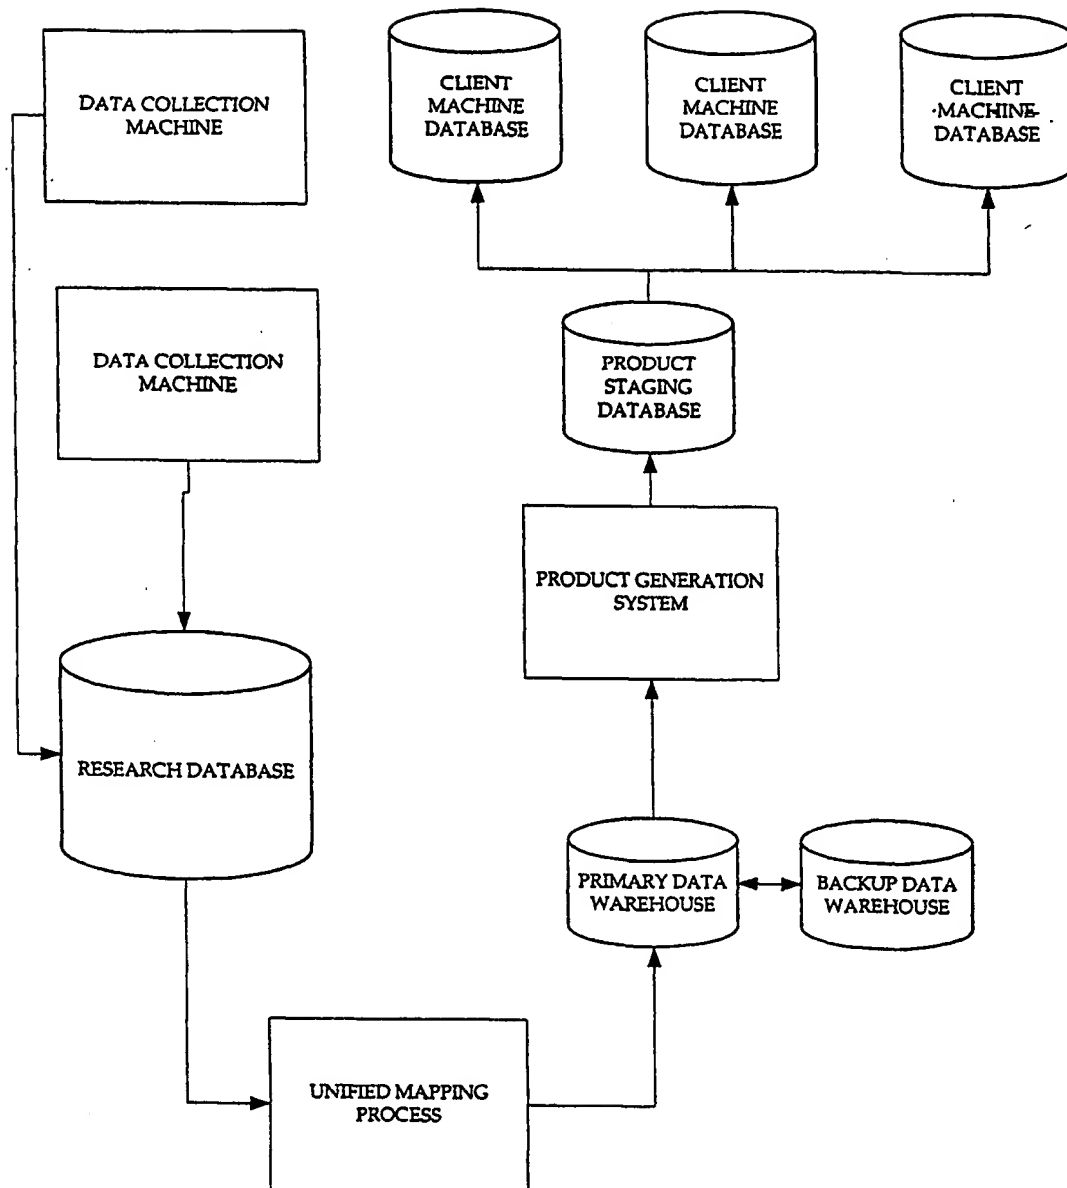 DATA COLLECTION
MACHINE
CLIENT
MACHINE
DATABASE
CLIENT
MACHINE
DATABASE
CLIENT
MACHINE
DATABASE
DATA COLLECTION
MACHINE
PRODUCT
STAGING
DATABASE
PRODUCT GENERATION
SYSTEM
RESEARCH DATABASE
PRIMARY DATA
WAREHOUSE
BACKUP DATA
WAREHOUSE
UNIFIED MAPPING
PROCESS